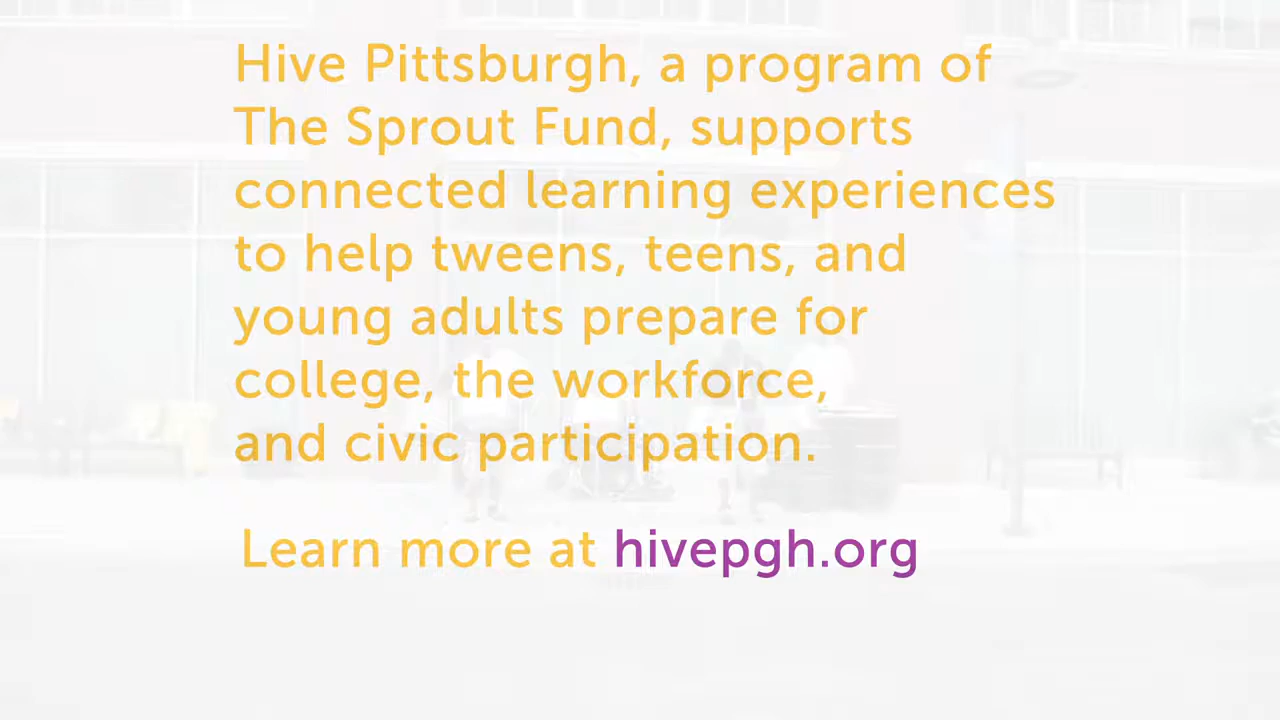 Hive Pittsburgh, a program of
The Sprout Fund, supports
connected learning experiences
to help tweens, teens, and
young adults prepare for
college, the workforce,
and civic participation.
Learn more at hivepgh.org